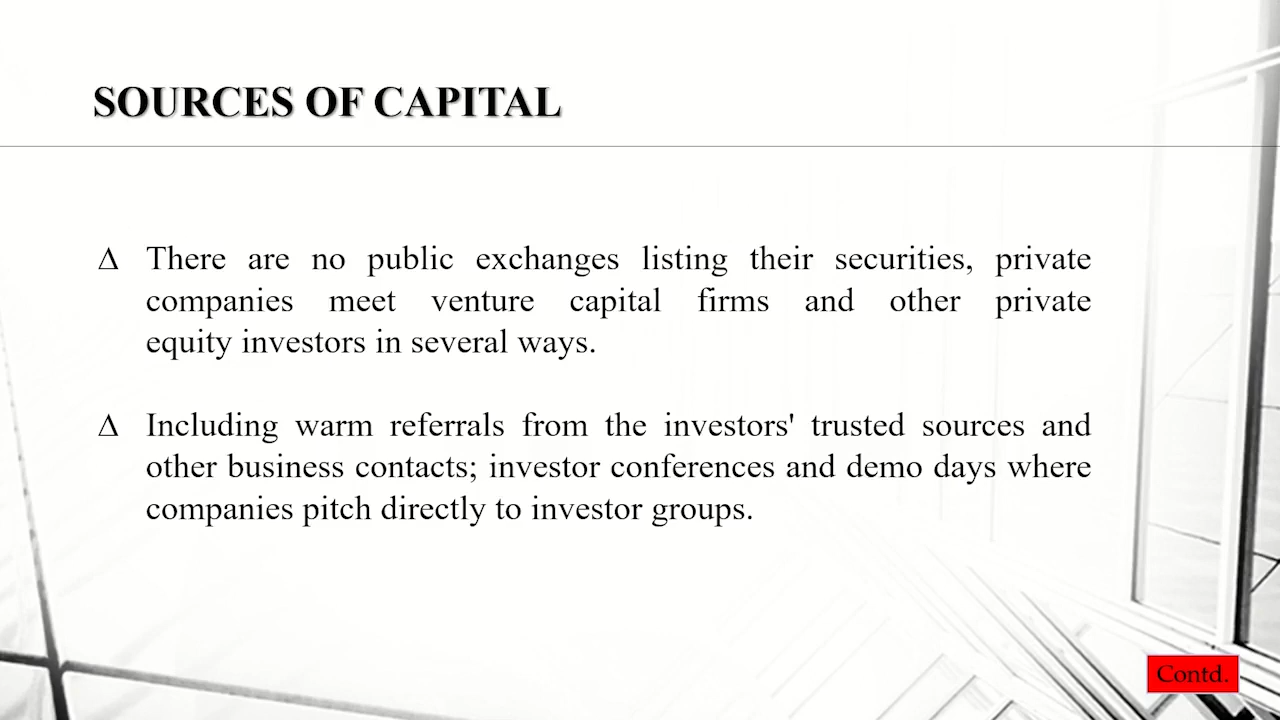 SOURCES OF CAPITAL
∆ There are no public exchanges listing their securities, private
companies meet venture capital firms and other private
equity investors in several ways.
∆ Including warm referrals from the investors' trusted sources and
other business contacts; investor conferences and demo days where
companies pitch directly to investor groups.
Contd.